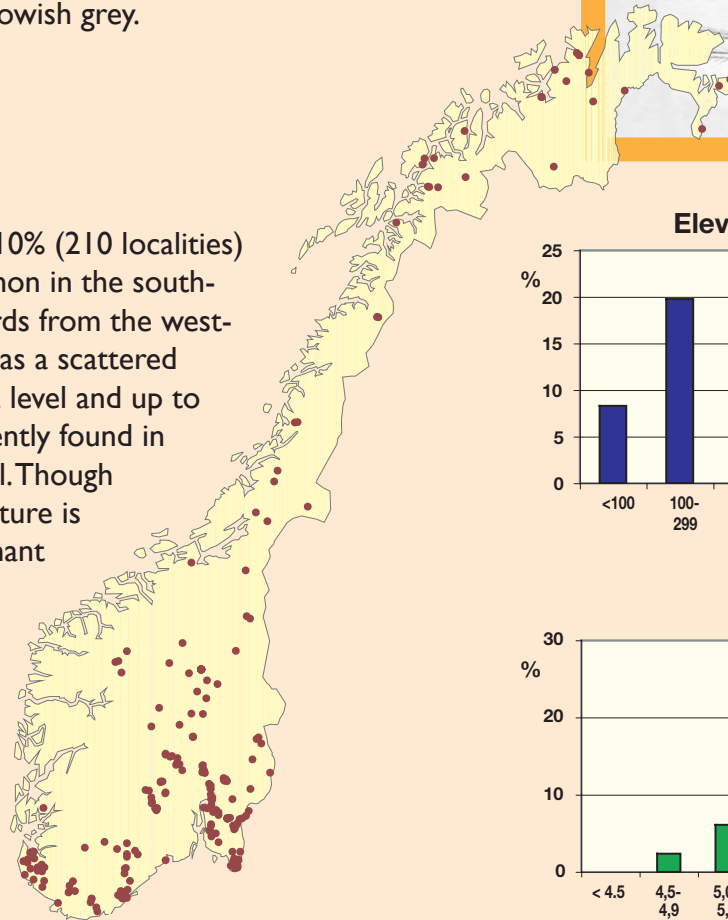 owish grey.
10% (210 localities)
non in the south-
rds from the west-
as a scattered
level and up to
ently found in
l. Though
ture is
nant
Elev
%
25
20
15
10
5
0
<100
100-
299
%
30
20
10
0
< 4.5
4,5-
4,9
5,